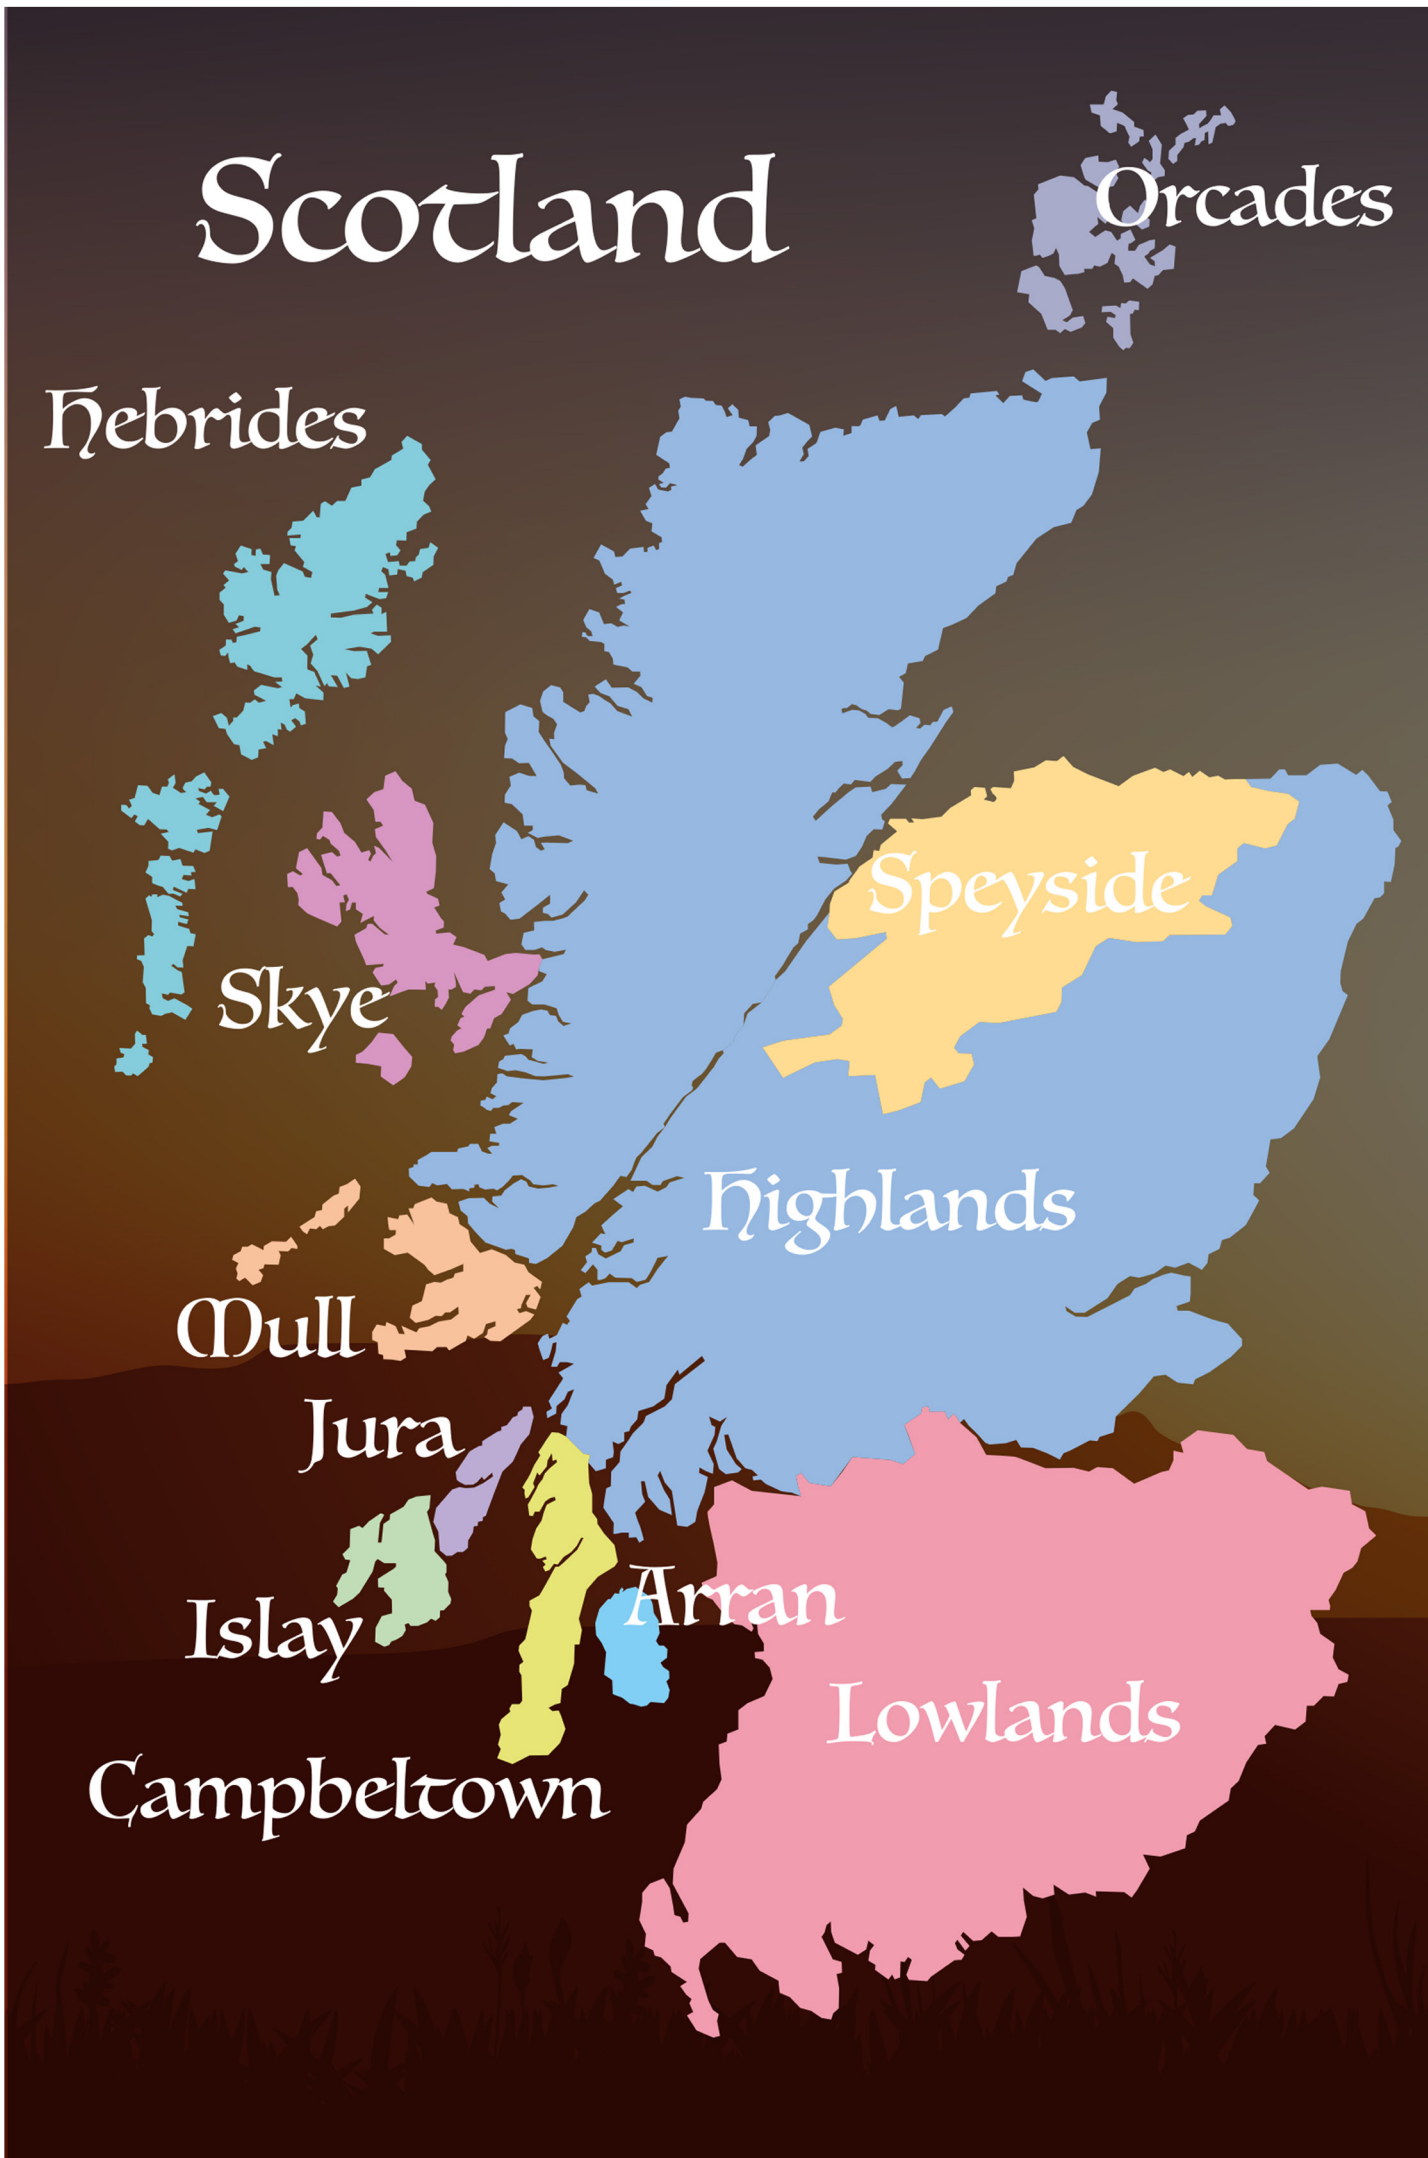 Scotland
Orcades
Hebrides
Speyside
Skye
Highlands
Mull
Jura
Arran
Islay
Lowlands
Campbeltown